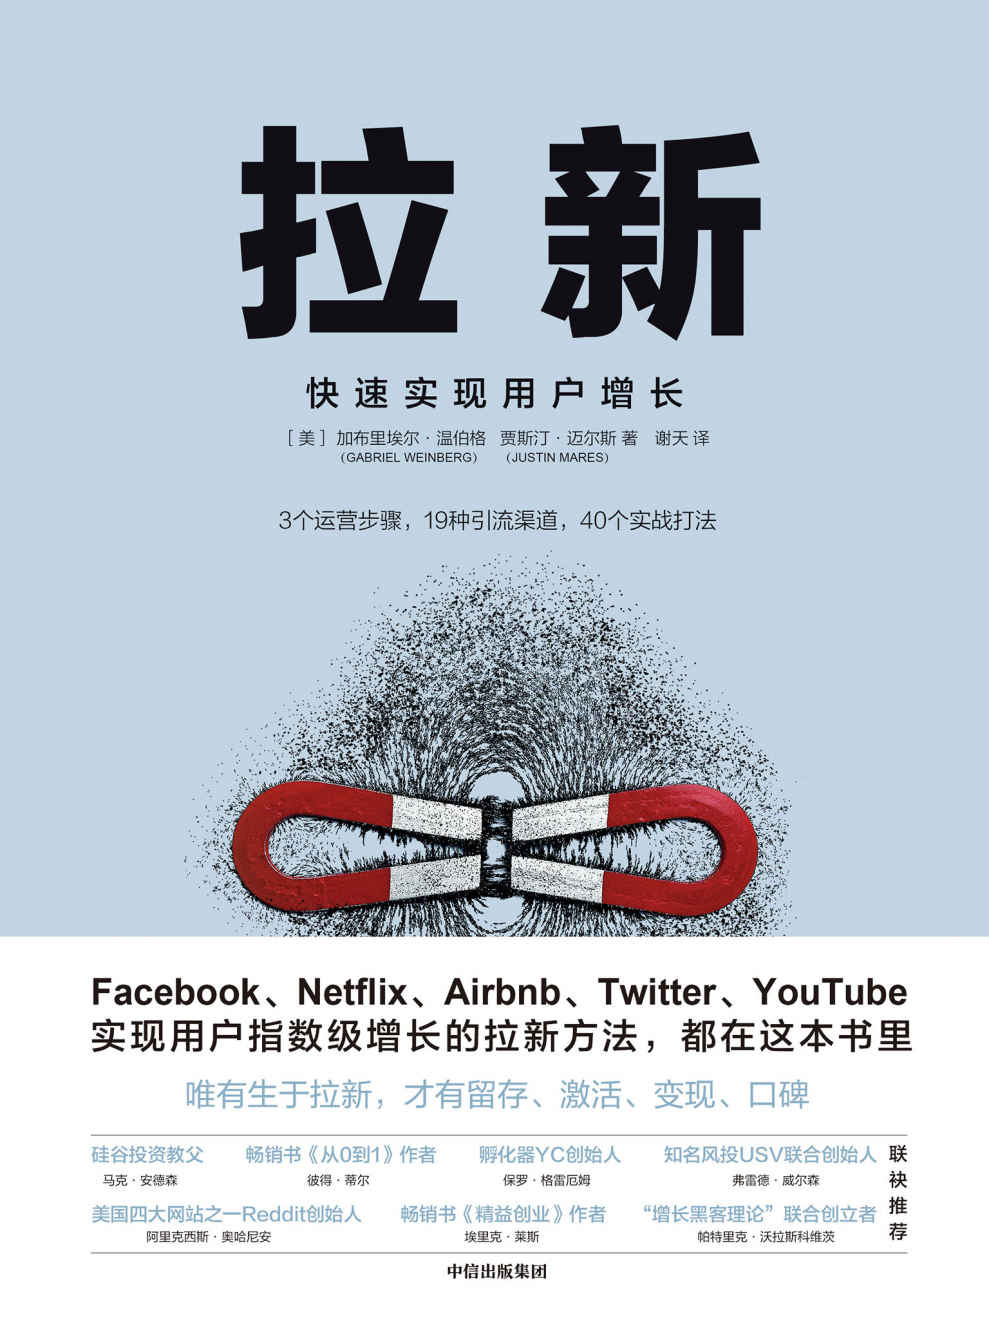 拉新
快速实现用户增长
［美］加布里埃尔·温伯格 贾斯汀·迈尔斯 著 谢天 译
（GABRIEL WEINBERG） （JUSTIN MARES）
3个运营步骤，19种引流渠道，40个实战打法
Facebook、Netflix、Airbnb、Twitter、YouTube
实现用户指数级增长的拉新方法，都在这本书里
唯有生于拉新，才有留存、激活、变现、口碑
硅谷投资教父 畅销书《从0到1》作者 孵化器YC创始人 知名风投USV联合创始人
马克·安德森 彼得·蒂尔 保罗·格雷厄姆 弗雷德·威尔森
美国四大网站之一Reddit创始人 畅销书《精益创业》作者 “增长黑客理论”联合创立者
阿里克西斯·奥哈尼安 埃里克·莱斯 帕特里克·沃拉斯科维茨
联袂推荐
中信出版集团